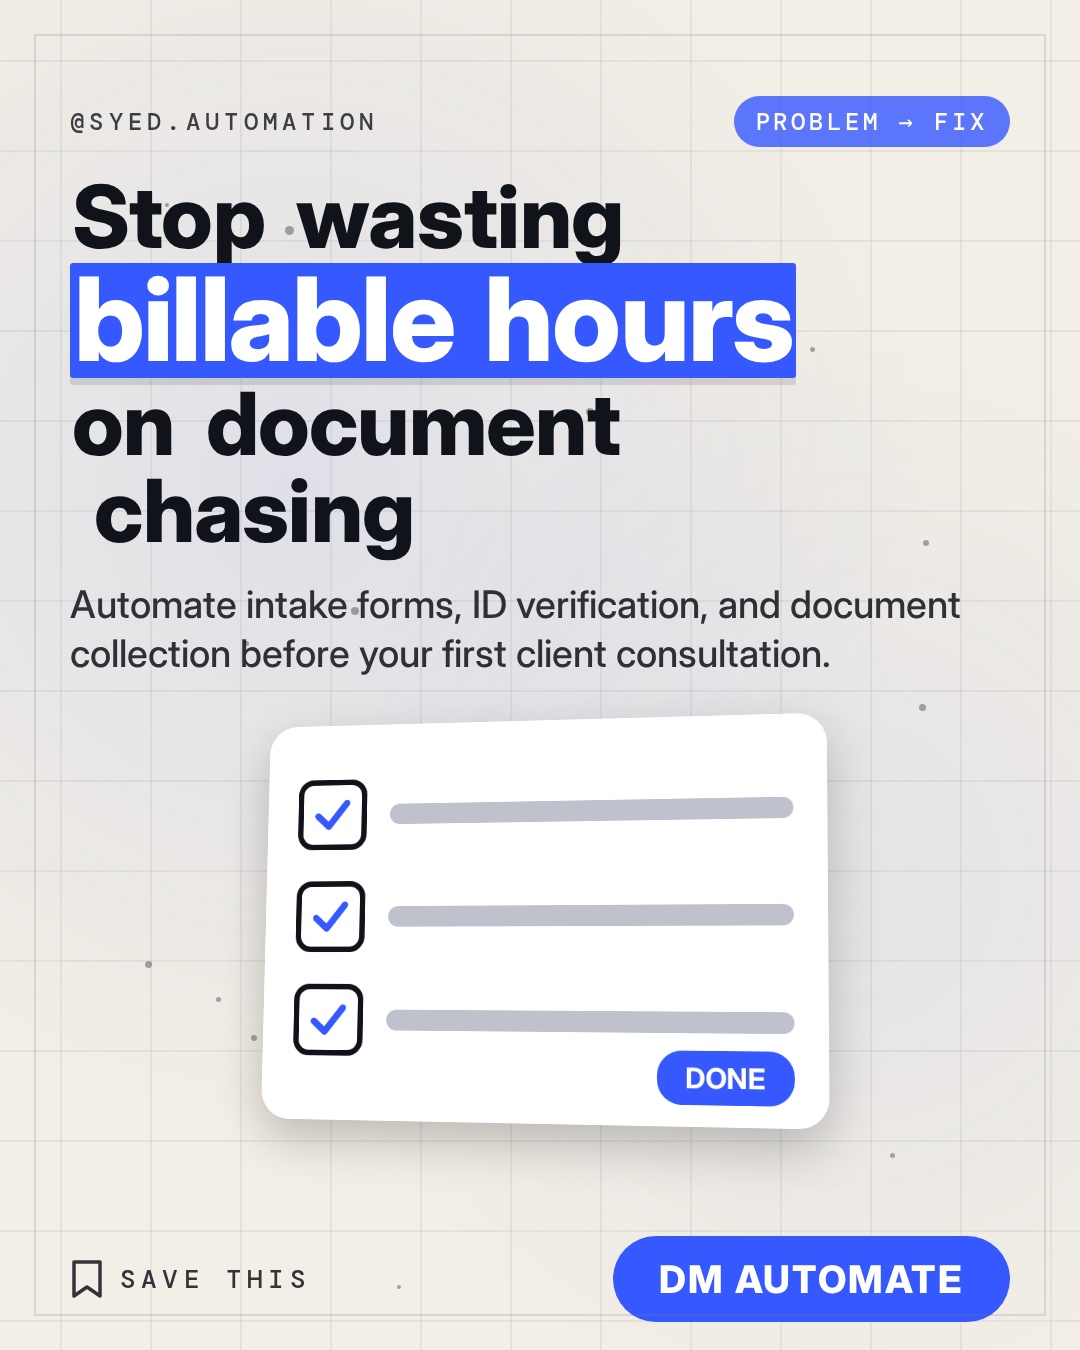 @SYED.AUTOMATION
PROBLEM → FIX
Stop wasting
billable hours
on document
chasing
Automate intake forms, ID verification, and document
collection before your first client consultation.
DONE
SAVE THIS
DM AUTOMATE